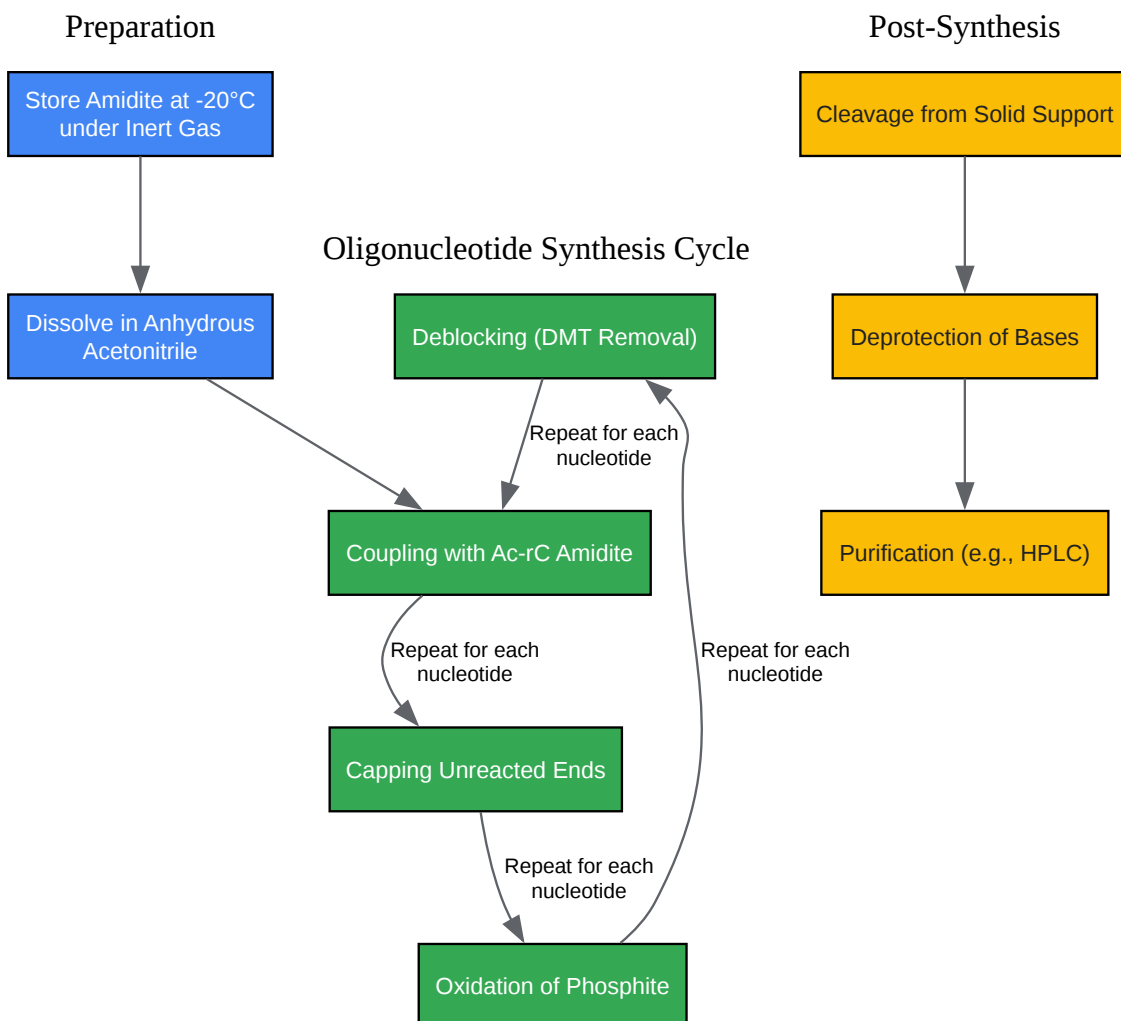 Preparation
Store Amidite at -20°C
under Inert Gas
Dissolve in Anhydrous
Acetonitrile
Oligonucleotide Synthesis Cycle
Deblocking (DMT Removal)
Repeat for each
nucleotide
Coupling with Ac-rC Amidite
Repeat for each
nucleotide
Repeat for each
nucleotide
Capping Unreacted Ends
Repeat for each
nucleotide
Oxidation of Phosphite
Post-Synthesis
Cleavage from Solid Support
Deprotection of Bases
Purification (e.g., HPLC)